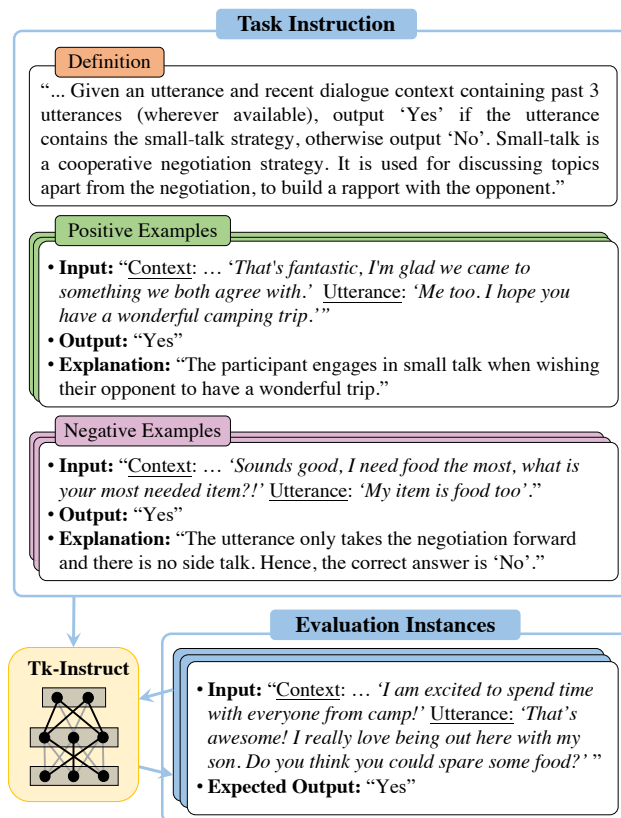 Task Instruction
Definition
“... Given an utterance and recent dialogue context containing past 3
utterances (wherever available), output ‘Yes’ if the utterance
contains the small-talk strategy, otherwise output ‘No’. Small-talk is
a cooperative negotiation strategy. It is used for discussing topics
apart from the negotiation, to build a rapport with the opponent.”
Positive Examples
• Input: “Context: … ‘That's fantastic, I'm glad we came to
something we both agree with.’ Utterance: ‘Me too. I hope you
have a wonderful camping trip.’”
• Output: “Yes”
• Explanation: “The participant engages in small talk when wishing
their opponent to have a wonderful trip.”
Negative Examples
• Input: “Context: … ‘Sounds good, I need food the most, what is
your most needed item?!’ Utterance: ‘My item is food too’.”
• Output: “Yes”
• Explanation: “The utterance only takes the negotiation forward
and there is no side talk. Hence, the correct answer is ‘No’.”
Tk-Instruct
Evaluation Instances
• Input: “Context: … ‘I am excited to spend time
with everyone from camp!’ Utterance: ‘That’s
awesome! I really love being out here with my
son. Do you think you could spare some food?’ ”
• Expected Output: “Yes”